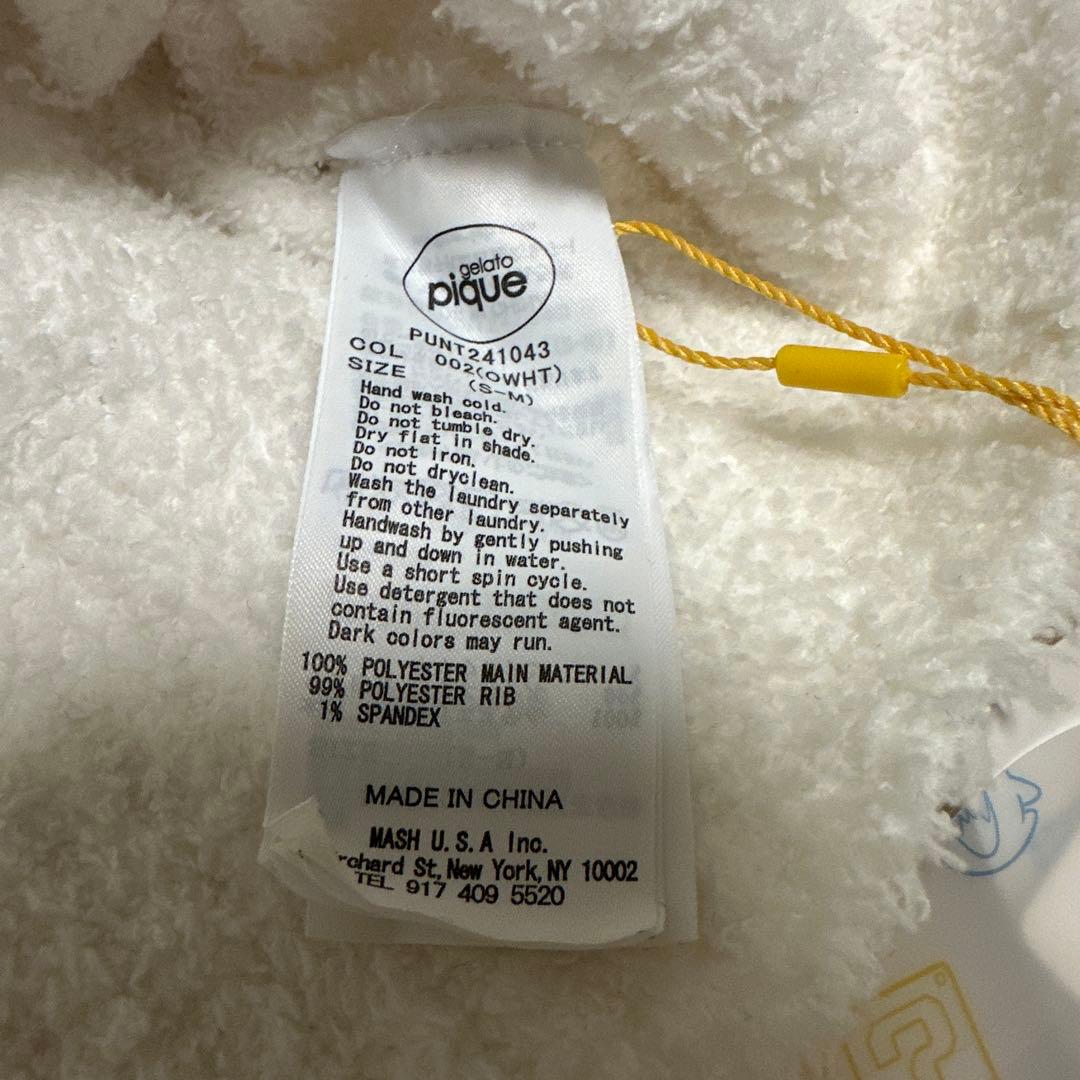 gelato
pique
PUNT241043
COL 002(OWHT)
SIZE (S-M)
Hand wash cold.
Do not bleach.
Do not tumble dry.
Dry flat in shade.
Do not iron.
Do not dryclean.
Wash the laundry separately
from other laundry.
Handwash by gently pushing
up and down in water.
Use a short spin cycle.
Use detergent that does not
contain fluorescent agent.
Dark colors may run.
100% POLYESTER MAIN MATERIAL
99% POLYESTER RIB
1% SPANDEX
MADE IN CHINA
MASH U.S.A Inc.
St, New York, NY 10002
TEL 917 409 5520
?